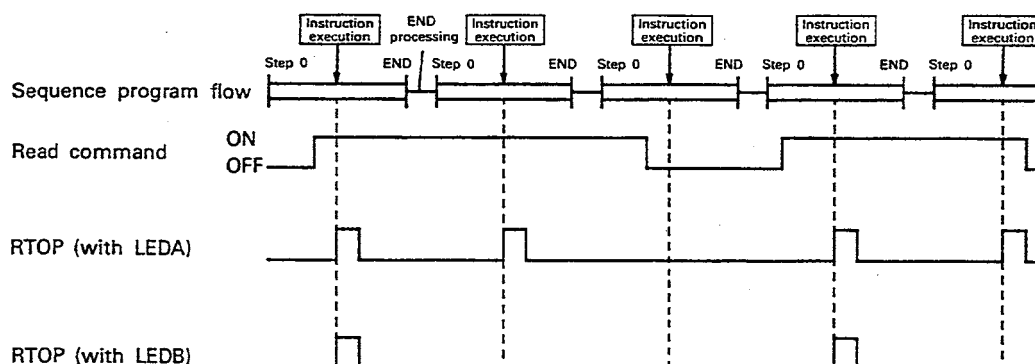 Instruction execution
END processing
Instruction execution
Instruction execution
Instruction execution
Instruction execution
Step 0
END
Step 0
END
Step 0
END
Step 0
END
Step 0
Sequence program flow
Read command
ON
OFF
RTOP (with LEDA)
RTOP (with LEDB)